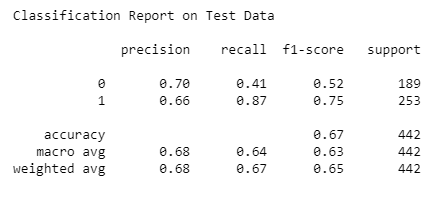 Classification Report on Test Data
precision recall f1-score support
0 0.70 0.41 0.52 189
1 0.66 0.87 0.75 253
accuracy 0.67 442
macro avg 0.68 0.64 0.63 442
weighted avg 0.68 0.67 0.65 442